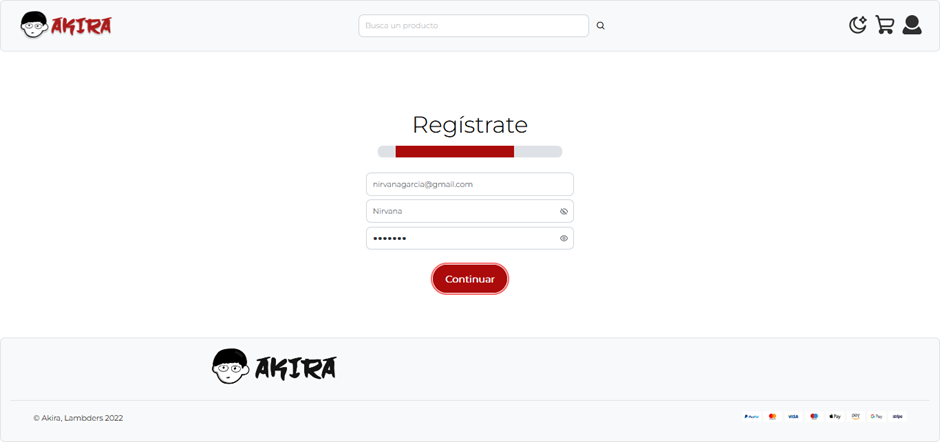 AKIRA
Busca un producto
Regístrate
nirvanagarcia@gmail.com
Nirvana
•••••••
Continuar
AKIRA
© Akira, Lambders 2022
PayPal VISA Apple Pay G Pay stripe